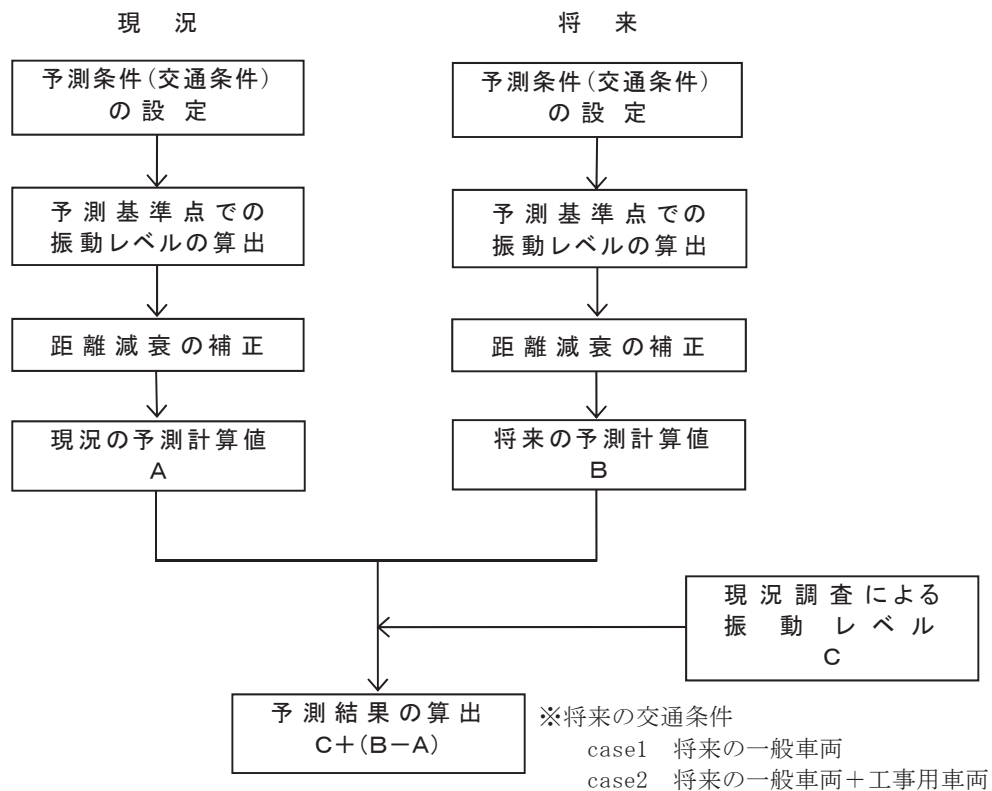 現 況
予測条件(交通条件)
の 設 定
予 測 基 準 点 で の
振 動 レ ベ ル の 算 出
距 離 減 衰 の 補 正
現 況 の 予 測 計 算 値
A
将 来
予測条件(交通条件)
の 設 定
予 測 基 準 点 で の
振 動 レ ベ ル の 算 出
距 離 減 衰 の 補 正
将 来 の 予 測 計 算 値
B
現 況 調 査 に よ る
振 動 レ ベ ル
C
予 測 結 果 の 算 出
C+(B-A)
※将来の交通条件
case1 将来の一般車両
case2 将来の一般車両+工事用車両